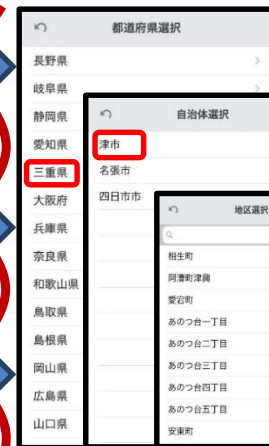 都道府県選択
長野県
岐阜県
静岡県
愛知県
三重県
大阪府
兵庫県
奈良県
和歌山県
鳥取県
島根県
岡山県
広島県
山口県
自治体選択
津市
名張市
四日市市
地区選択
相生町
阿漕町津興
愛宕町
あのつ台一丁目
あのつ台二丁目
あのつ台三丁目
あのつ台四丁目
あのつ台五丁目
安東町